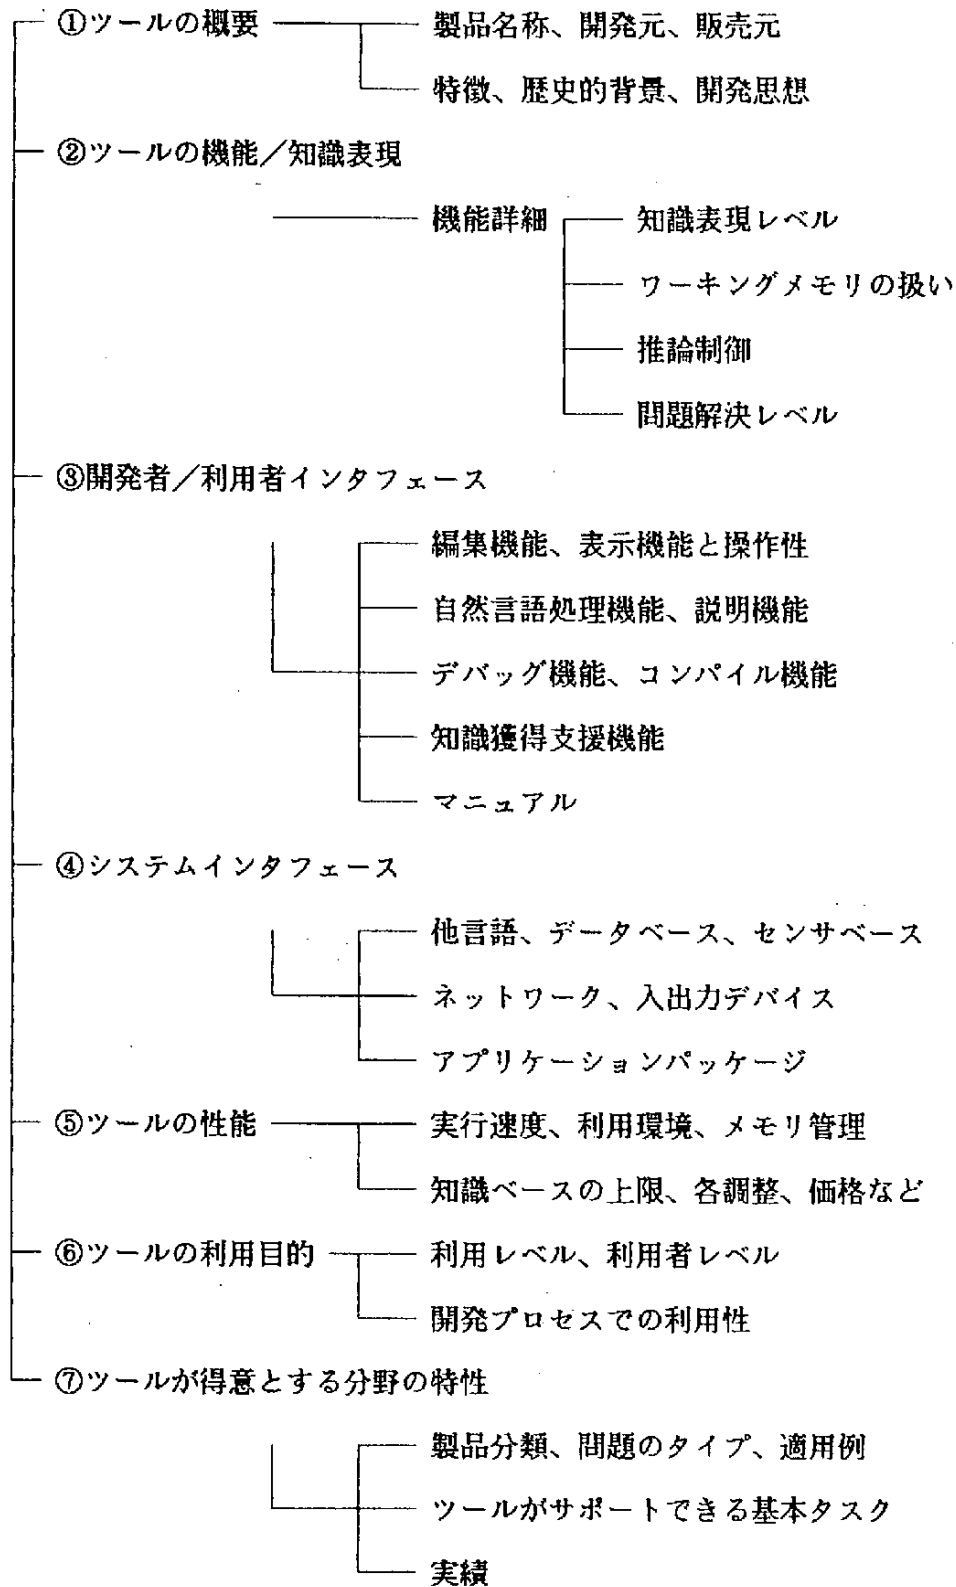 ①ツールの概要 製品名称、開発元、販売元
特徴、歴史的背景、開発思想
②ツールの機能／知識表現
機能詳細 知識表現レベル
ワーキングメモリの扱い
推論制御
問題解決レベル
③開発者／利用者インタフェース
編集機能、表示機能と操作性
自然言語処理機能、説明機能
デバッグ機能、コンパイル機能
知識獲得支援機能
マニュアル
④システムインタフェース
他言語、データベース、センサベース
ネットワーク、入出力デバイス
アプリケーションパッケージ
⑤ツールの性能 実行速度、利用環境、メモリ管理
知識ベースの上限、各調整、価格など
⑥ツールの利用目的 利用レベル、利用者レベル
開発プロセスでの利用性
⑦ツールが得意とする分野の特性
製品分類、問題のタイプ、適用例
ツールがサポートできる基本タスク
実績